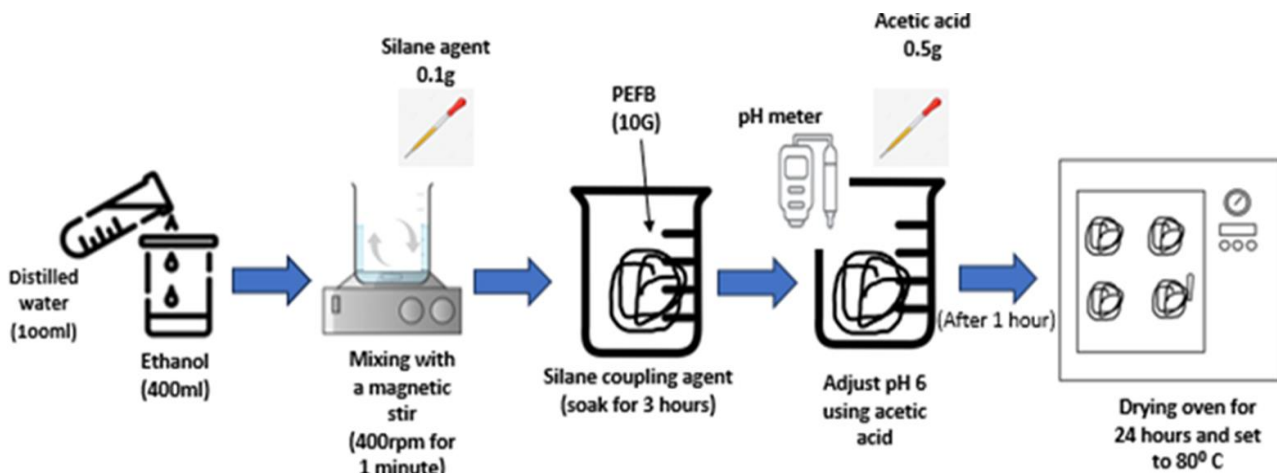 Distilled
water
(1ooml)
Ethanol
(400ml)
Silane agent
0.1g
Mixing with
a magnetic
stir
(400rpm for
1 minute)
PEFB
(10G)
Silane coupling agent
(soak for 3 hours)
pH meter
Acetic acid
0.5g
Adjust pH 6
using acetic
acid
(After 1 hour)
Drying oven for
24 hours and set
to 80⁰ C